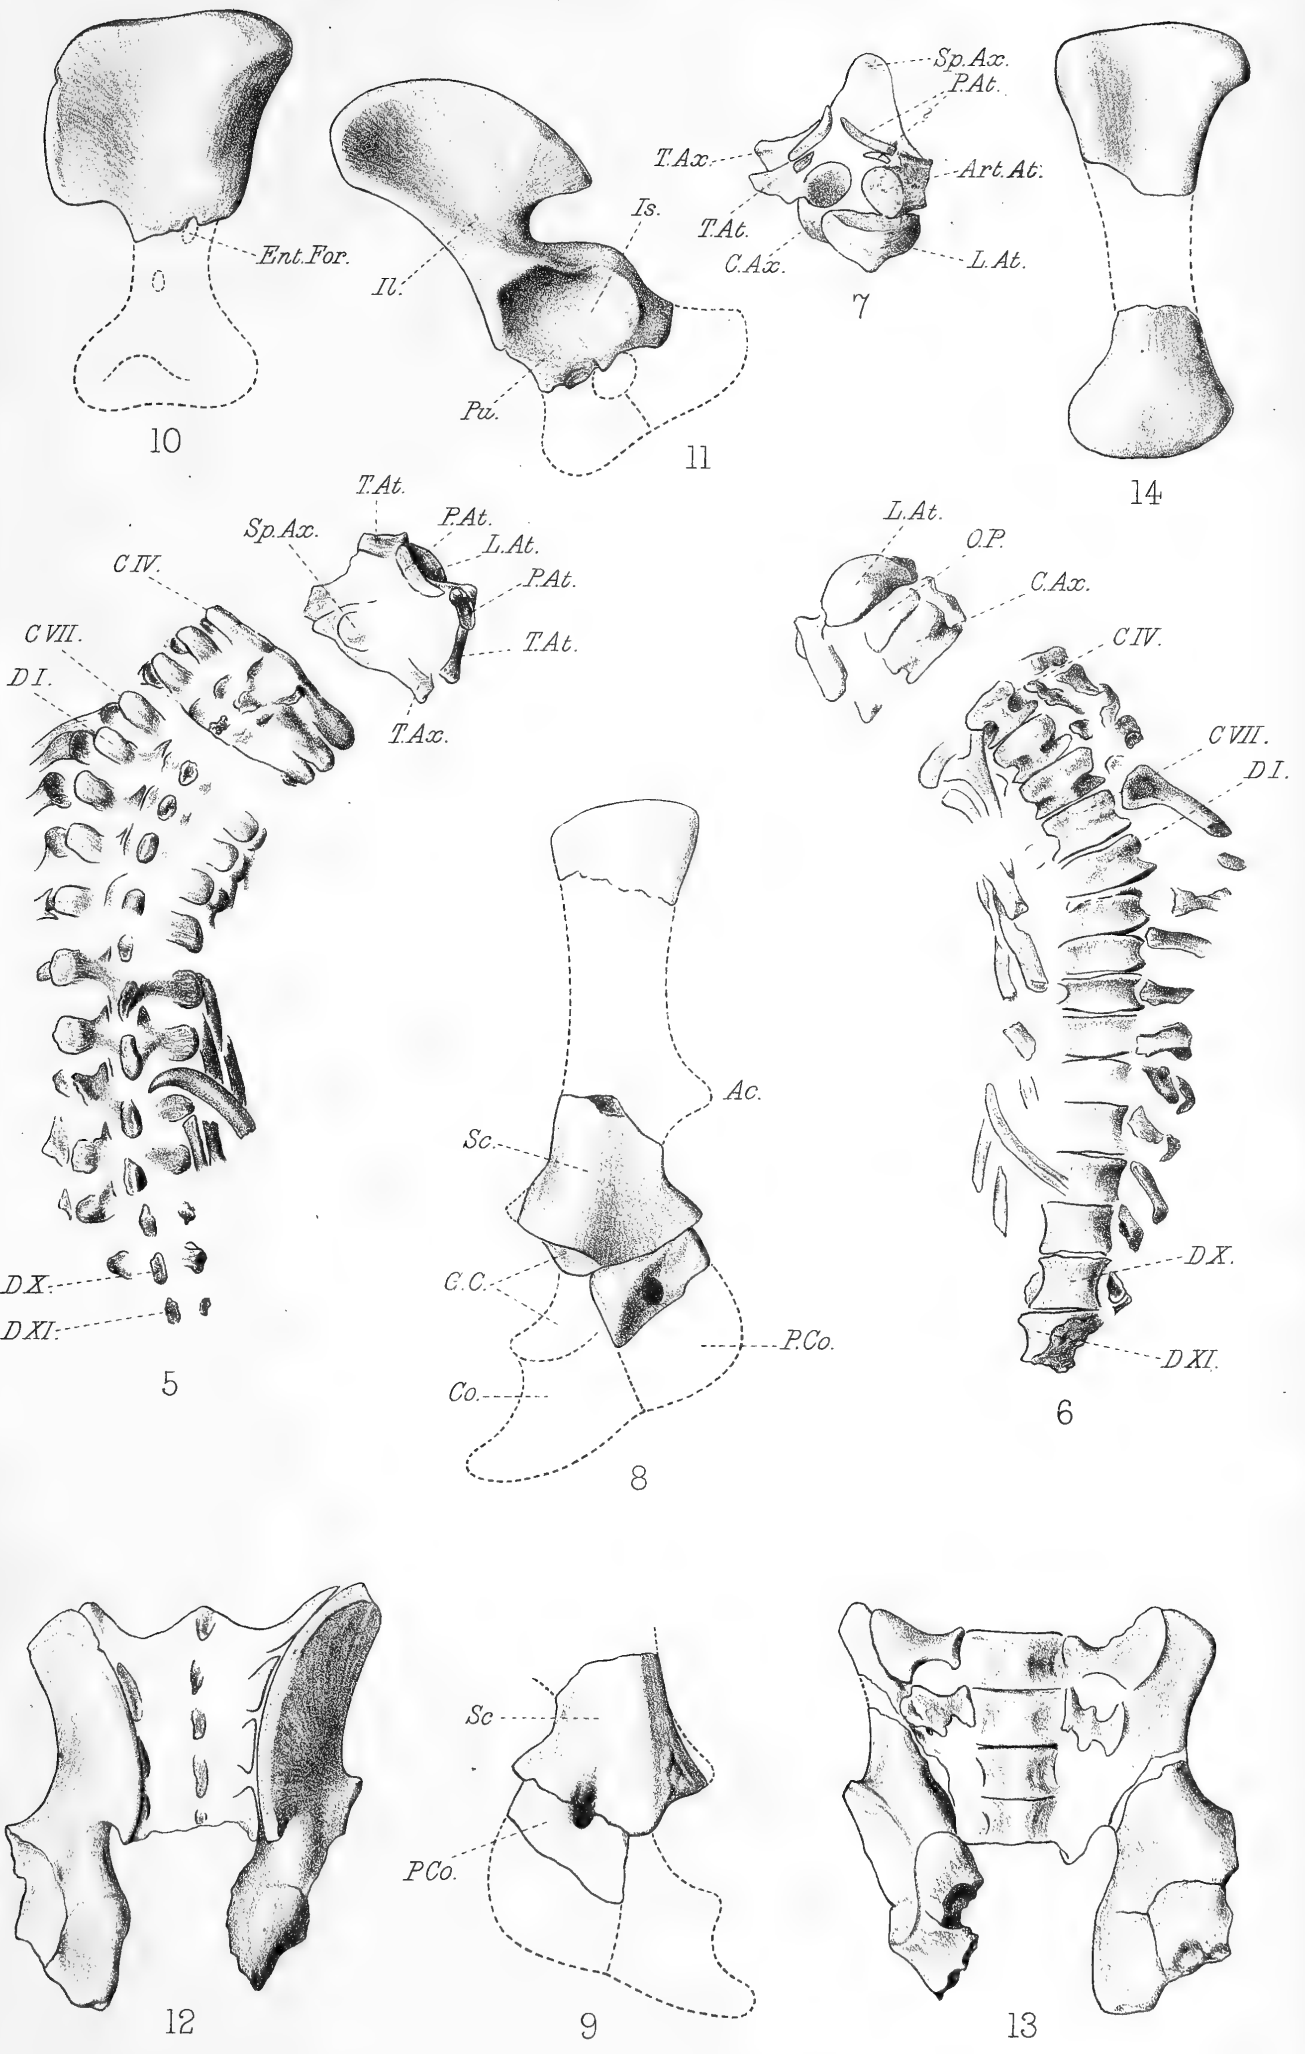 Sp.Ax.
P.At.
T.Ax.
Art.At.
T.At.
C.Ax.
L.At.
7
Ent.For.
10
Is.
Il.
Pu.
11
14
T.At.
Sp.Ax.
P.At.
L.At.
P.At.
T.At.
T.Ax.
C IV.
C VII.
D I.
D X.
D XI.
5
L.At.
O.P.
C.Ax.
C IV.
C VII.
D I.
D X.
D XI.
6
Ac.
Sc.
G.C.
P.Co.
Co.
8
12
Sc
P Co.
9
13